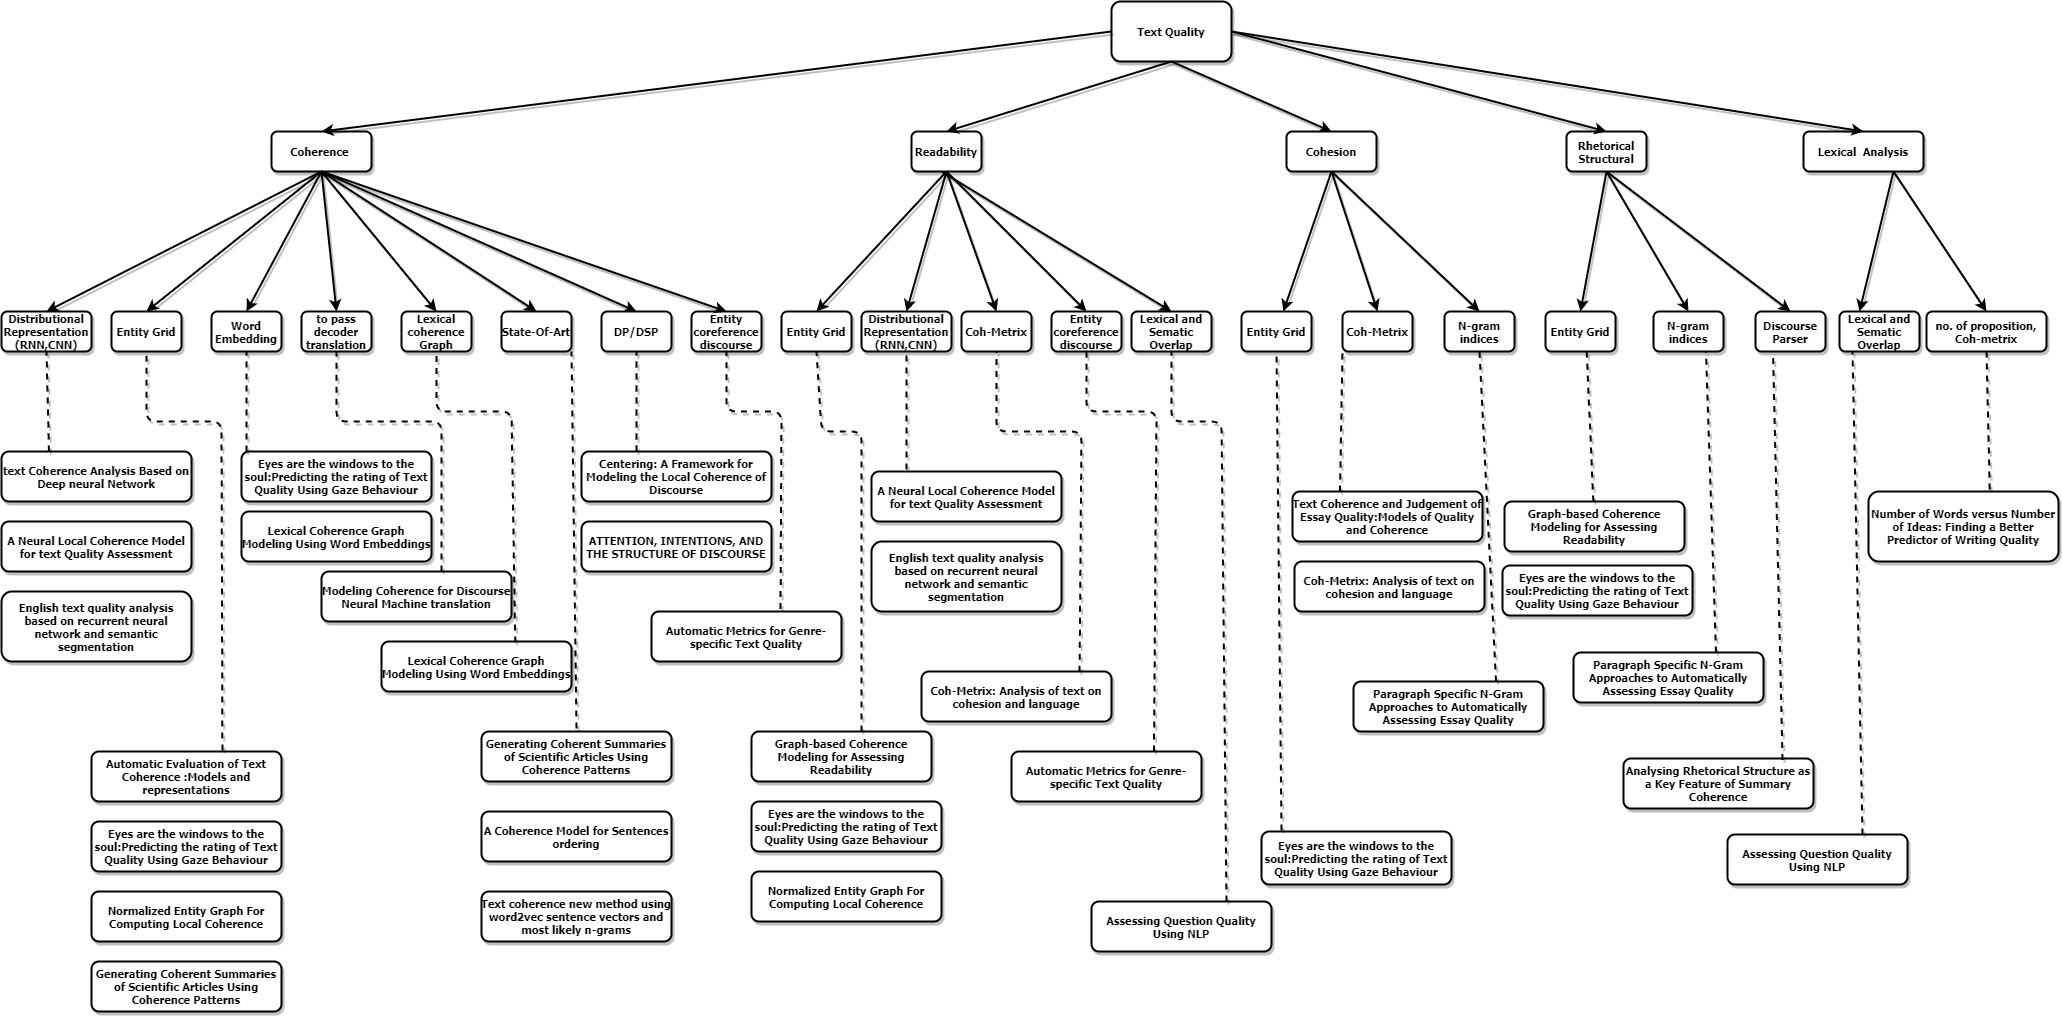 Text Quality
Coherence
Readability
Cohesion
Rhetorical
Structural
Lexical  Analysis
Distributional
Representation
(RNN,CNN)
Entity Grid
Word
Embedding
to pass
decoder
translation
Lexical
coherence
Graph
State-Of-Art
DP/DSP
Entity
coreference
discourse
Entity Grid
Distributional
Representation
(RNN,CNN)
Coh-Metrix
Entity
coreference
discourse
Lexical and
Sematic
Overlap
Entity Grid
Coh-Metrix
N-gram
indices
Entity Grid
N-gram
indices
Discourse
Parser
Lexical and
Sematic
Overlap
no. of proposition,
Coh-metrix
text Coherence Analysis Based on
Deep neural Network
A Neural Local Coherence Model
for text Quality Assessment
English text quality analysis
based on recurrent neural
network and semantic
segmentation
Automatic Evaluation of Text
Coherence :Models and
representations
Eyes are the windows to the
soul:Predicting the rating of Text
Quality Using Gaze Behaviour
Normalized Entity Graph For
Computing Local Coherence
Generating Coherent Summaries
of Scientific Articles Using
Coherence Patterns
Eyes are the windows to the
soul:Predicting the rating of Text
Quality Using Gaze Behaviour
Lexical Coherence Graph
Modeling Using Word Embeddings
Modeling Coherence for Discourse
Neural Machine translation
Lexical Coherence Graph
Modeling Using Word Embeddings
Generating Coherent Summaries
of Scientific Articles Using
Coherence Patterns
A Coherence Model for Sentences
ordering
Text coherence new method using
word2vec sentence vectors and
most likely n-grams
Centering: A Framework for
Modeling the Local Coherence of
Discourse
ATTENTION, INTENTIONS, AND
THE STRUCTURE OF DISCOURSE
Automatic Metrics for Genre-
specific Text Quality
Graph-based Coherence
Modeling for Assessing
Readability
Eyes are the windows to the
soul:Predicting the rating of Text
Quality Using Gaze Behaviour
Normalized Entity Graph For
Computing Local Coherence
A Neural Local Coherence Model
for text Quality Assessment
English text quality analysis
based on recurrent neural
network and semantic
segmentation
Coh-Metrix: Analysis of text on
cohesion and language
Automatic Metrics for Genre-
specific Text Quality
Assessing Question Quality
Using NLP
Eyes are the windows to the
soul:Predicting the rating of Text
Quality Using Gaze Behaviour
Text Coherence and Judgement of
Essay Quality:Models of Quality
and Coherence
Coh-Metrix: Analysis of text on
cohesion and language
Paragraph Specific N-Gram
Approaches to Automatically
Assessing Essay Quality
Graph-based Coherence
Modeling for Assessing
Readability
Eyes are the windows to the
soul:Predicting the rating of Text
Quality Using Gaze Behaviour
Paragraph Specific N-Gram
Approaches to Automatically
Assessing Essay Quality
Analysing Rhetorical Structure as
a Key Feature of Summary
Coherence
Assessing Question Quality
Using NLP
Number of Words versus Number
of Ideas: Finding a Better
Predictor of Writing Quality